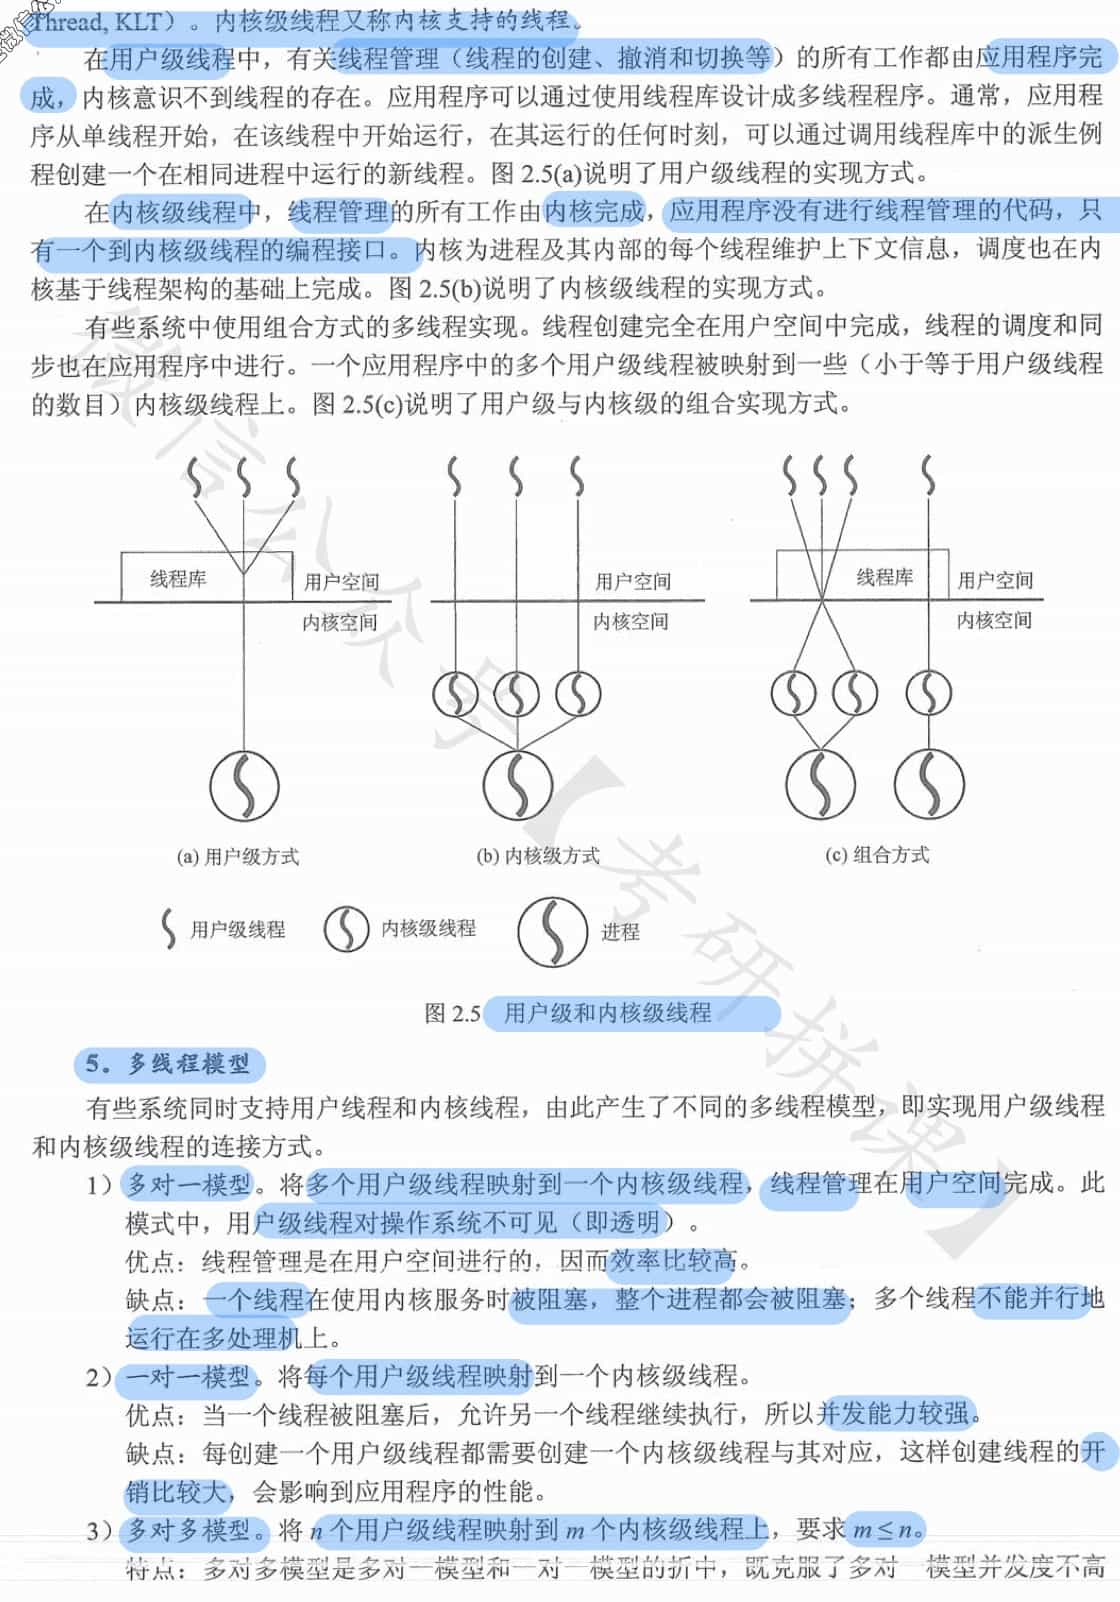 Thread, KLT）。内核级线程又称内核支持的线程。
在用户级线程中，有关线程管理（线程的创建、撤消和切换等）的所有工作都由应用程序完
成，内核意识不到线程的存在。应用程序可以通过使用线程库设计成多线程程序。通常，应用程
序从单线程开始，在该线程中开始运行，在其运行的任何时刻，可以通过调用线程库中的派生例
程创建一个在相同进程中运行的新线程。图 2.5(a)说明了用户级线程的实现方式。
在内核级线程中，线程管理的所有工作由内核完成，应用程序没有进行线程管理的代码，只
有一个到内核级线程的编程接口。内核为进程及其内部的每个线程维护上下文信息，调度也在内
核基于线程架构的基础上完成。图 2.5(b)说明了内核级线程的实现方式。
有些系统中使用组合方式的多线程实现。线程创建完全在用户空间中完成，线程的调度和同
步也在应用程序中进行。一个应用程序中的多个用户级线程被映射到一些（小于等于用户级线程
的数目）内核级线程上。图 2.5(c)说明了用户级与内核级的组合实现方式。
线程库 用户空间 用户空间 线程库 用户空间
内核空间 内核空间 内核空间
(a) 用户级方式 (b) 内核级方式 (c) 组合方式
用户级线程 内核级线程 进程
图 2.5 用户级和内核级线程
5。多线程模型
有些系统同时支持用户线程和内核线程，由此产生了不同的多线程模型，即实现用户级线程
和内核级线程的连接方式。
1）多对一模型。将多个用户级线程映射到一个内核级线程，线程管理在用户空间完成。此
模式中，用户级线程对操作系统不可见（即透明）。
优点：线程管理是在用户空间进行的，因而效率比较高。
缺点：一个线程在使用内核服务时被阻塞，整个进程都会被阻塞；多个线程不能并行地
运行在多处理机上。
2）一对一模型。将每个用户级线程映射到一个内核级线程。
优点：当一个线程被阻塞后，允许另一个线程继续执行，所以并发能力较强。
缺点：每创建一个用户级线程都需要创建一个内核级线程与其对应，这样创建线程的开
销比较大，会影响到应用程序的性能。
3）多对多模型。将 n 个用户级线程映射到 m 个内核级线程上，要求 m ≤ n。
特点：多对多模型是多对一模型和一对一模型的折中，既克服了多对一模型并发度不高
微信公众号【考研拼课】